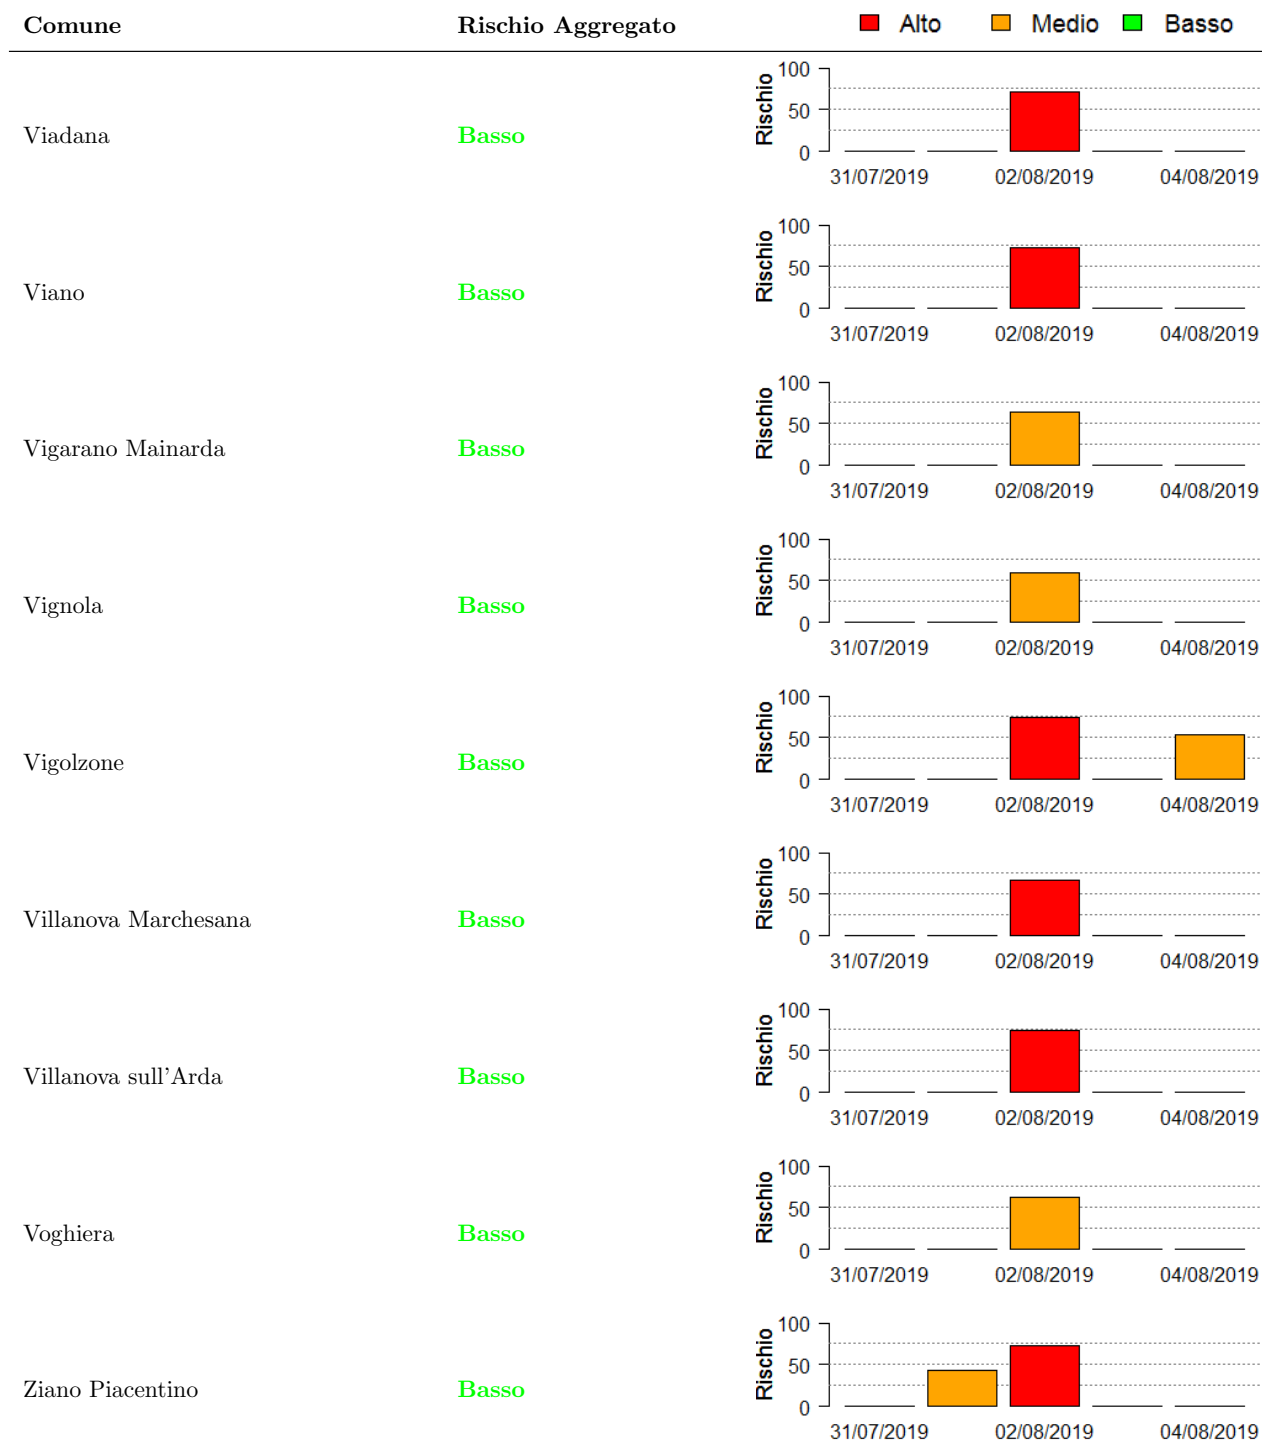 Comune Rischio Aggregato Alto Medio Basso
100
50
0
Rischio
Viadana Basso
31/07/2019 02/08/2019 04/08/2019
100
50
0
Rischio
Viano Basso
31/07/2019 02/08/2019 04/08/2019
100
50
0
Rischio
Vigarano Mainarda Basso
31/07/2019 02/08/2019 04/08/2019
100
50
0
Rischio
Vignola Basso
31/07/2019 02/08/2019 04/08/2019
100
50
0
Rischio
Vigolzone Basso
31/07/2019 02/08/2019 04/08/2019
100
50
0
Rischio
Villanova Marchesana Basso
31/07/2019 02/08/2019 04/08/2019
100
50
0
Rischio
Villanova sull'Arda Basso
31/07/2019 02/08/2019 04/08/2019
100
50
0
Rischio
Voghiera Basso
31/07/2019 02/08/2019 04/08/2019
100
50
0
Rischio
Ziano Piacentino Basso
31/07/2019 02/08/2019 04/08/2019